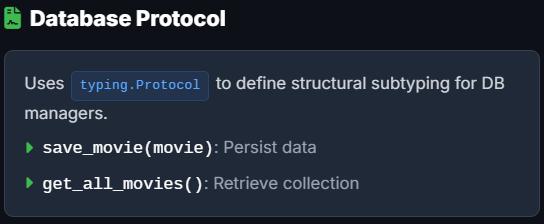 Database Protocol
Uses typing.Protocol to define structural subtyping for DB
managers.
save_movie(movie): Persist data
get_all_movies(): Retrieve collection